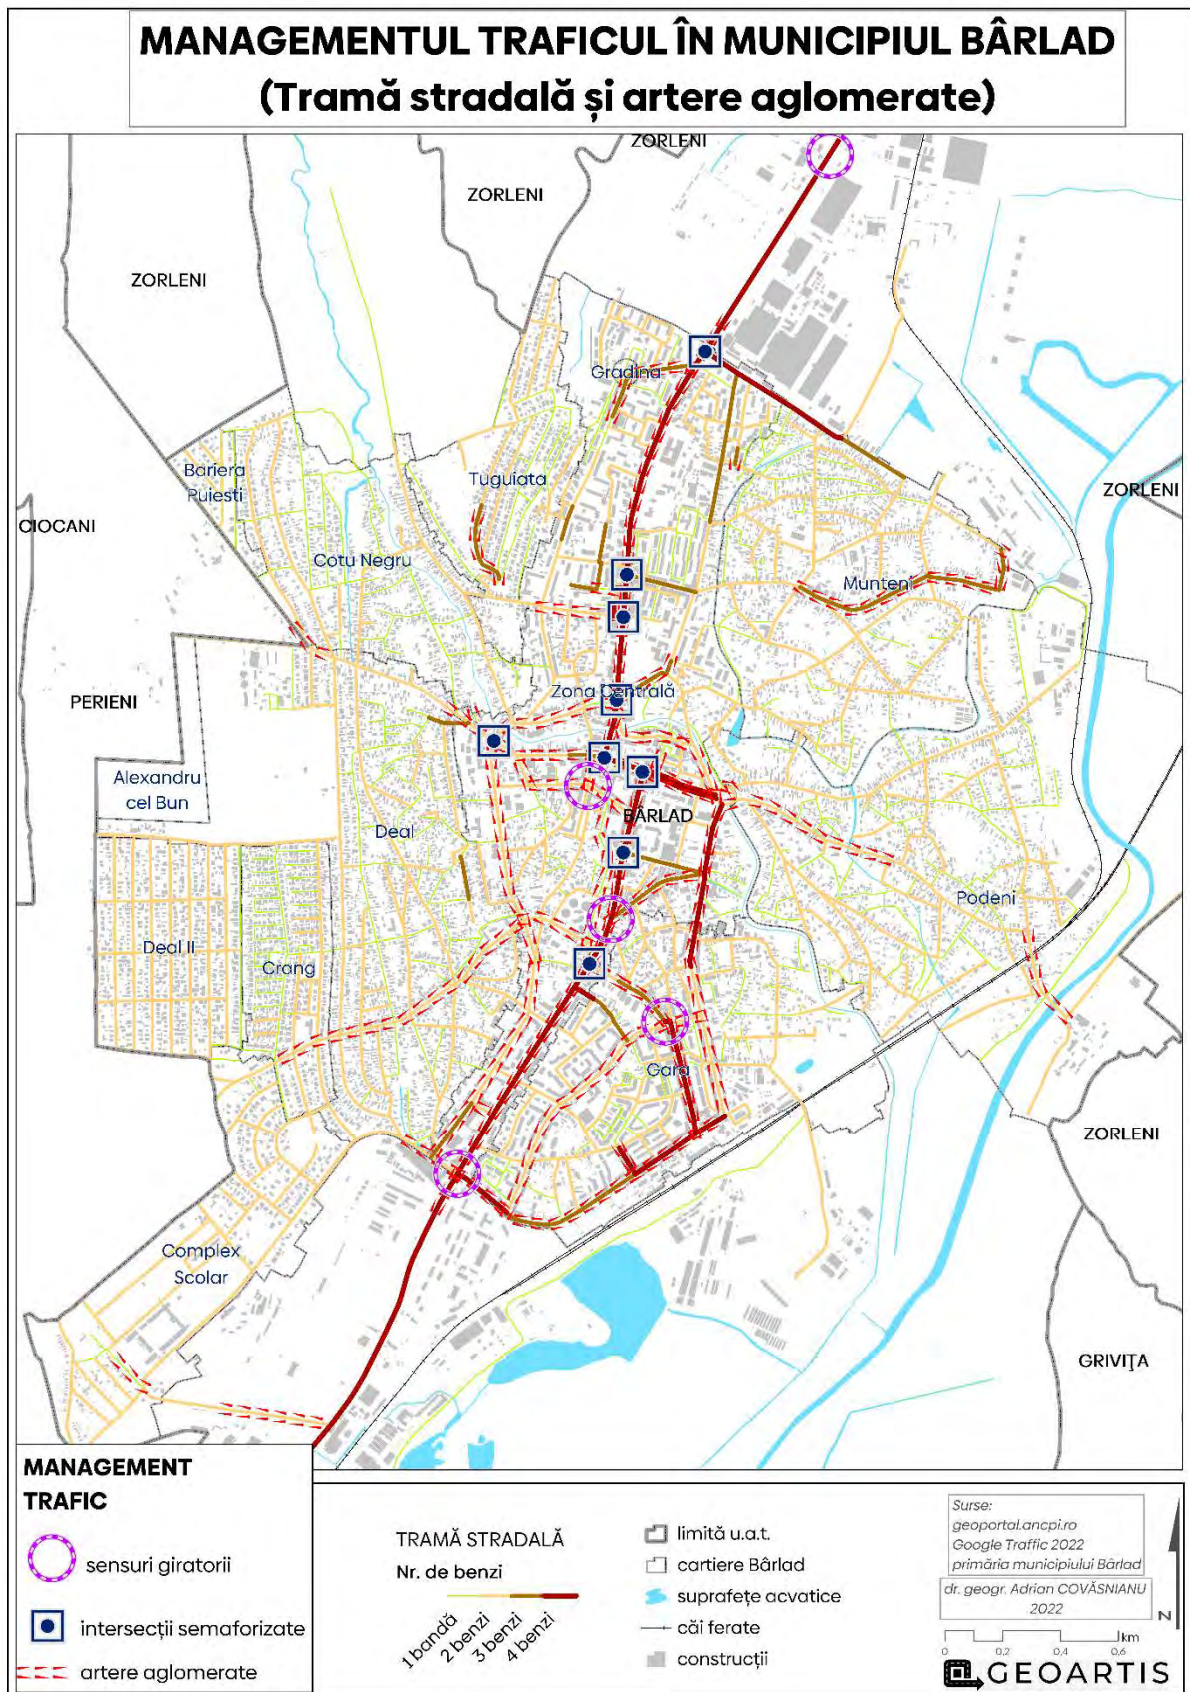 MANAGEMENTUL TRAFICUL ÎN MUNICIPIUL BÂRLAD
(Tramă stradală și artere aglomerate)
ZORLENI
ZORLENI
ZORLENI
Gradina
Bariera
Puiesti
Tuguiata
ZORLENI
CIOCANI
Cotu Negru
Munteni
PERIENI
Zona Centrală
Alexandru
cel Bun
Deal
BÂRLAD
Podeni
Deal II
Crang
Gara
ZORLENI
Complex
Scolar
GRIVIȚA
MANAGEMENT
TRAFIC
sensuri giratorii
intersecții semaforizate
artere aglomerate
TRAMĂ STRADALĂ
Nr. de benzi
1 bandă
2 benzi
3 benzi
4 benzi
limită u.a.t.
cartiere Bârlad
suprafețe acvatice
căi ferate
construcții
Surse:
geoportal.ancpi.ro
Google Traffic 2022
primăria municipiului Bârlad
dr. geogr. Adrian COVĂSNIANU
2022
N
km
0 0,2 0,4 0,6
GEOARTIS